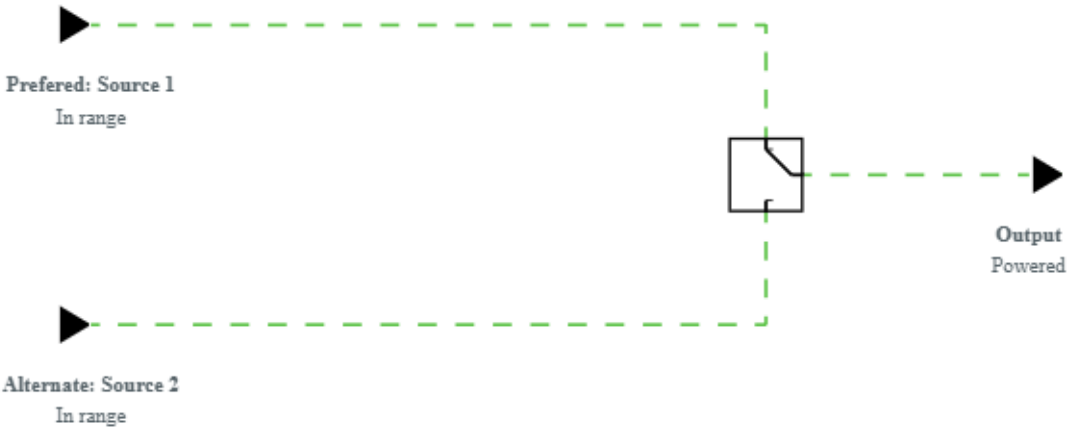 Prefered: Source 1
In range
Output
Powered
Alternate: Source 2
In range